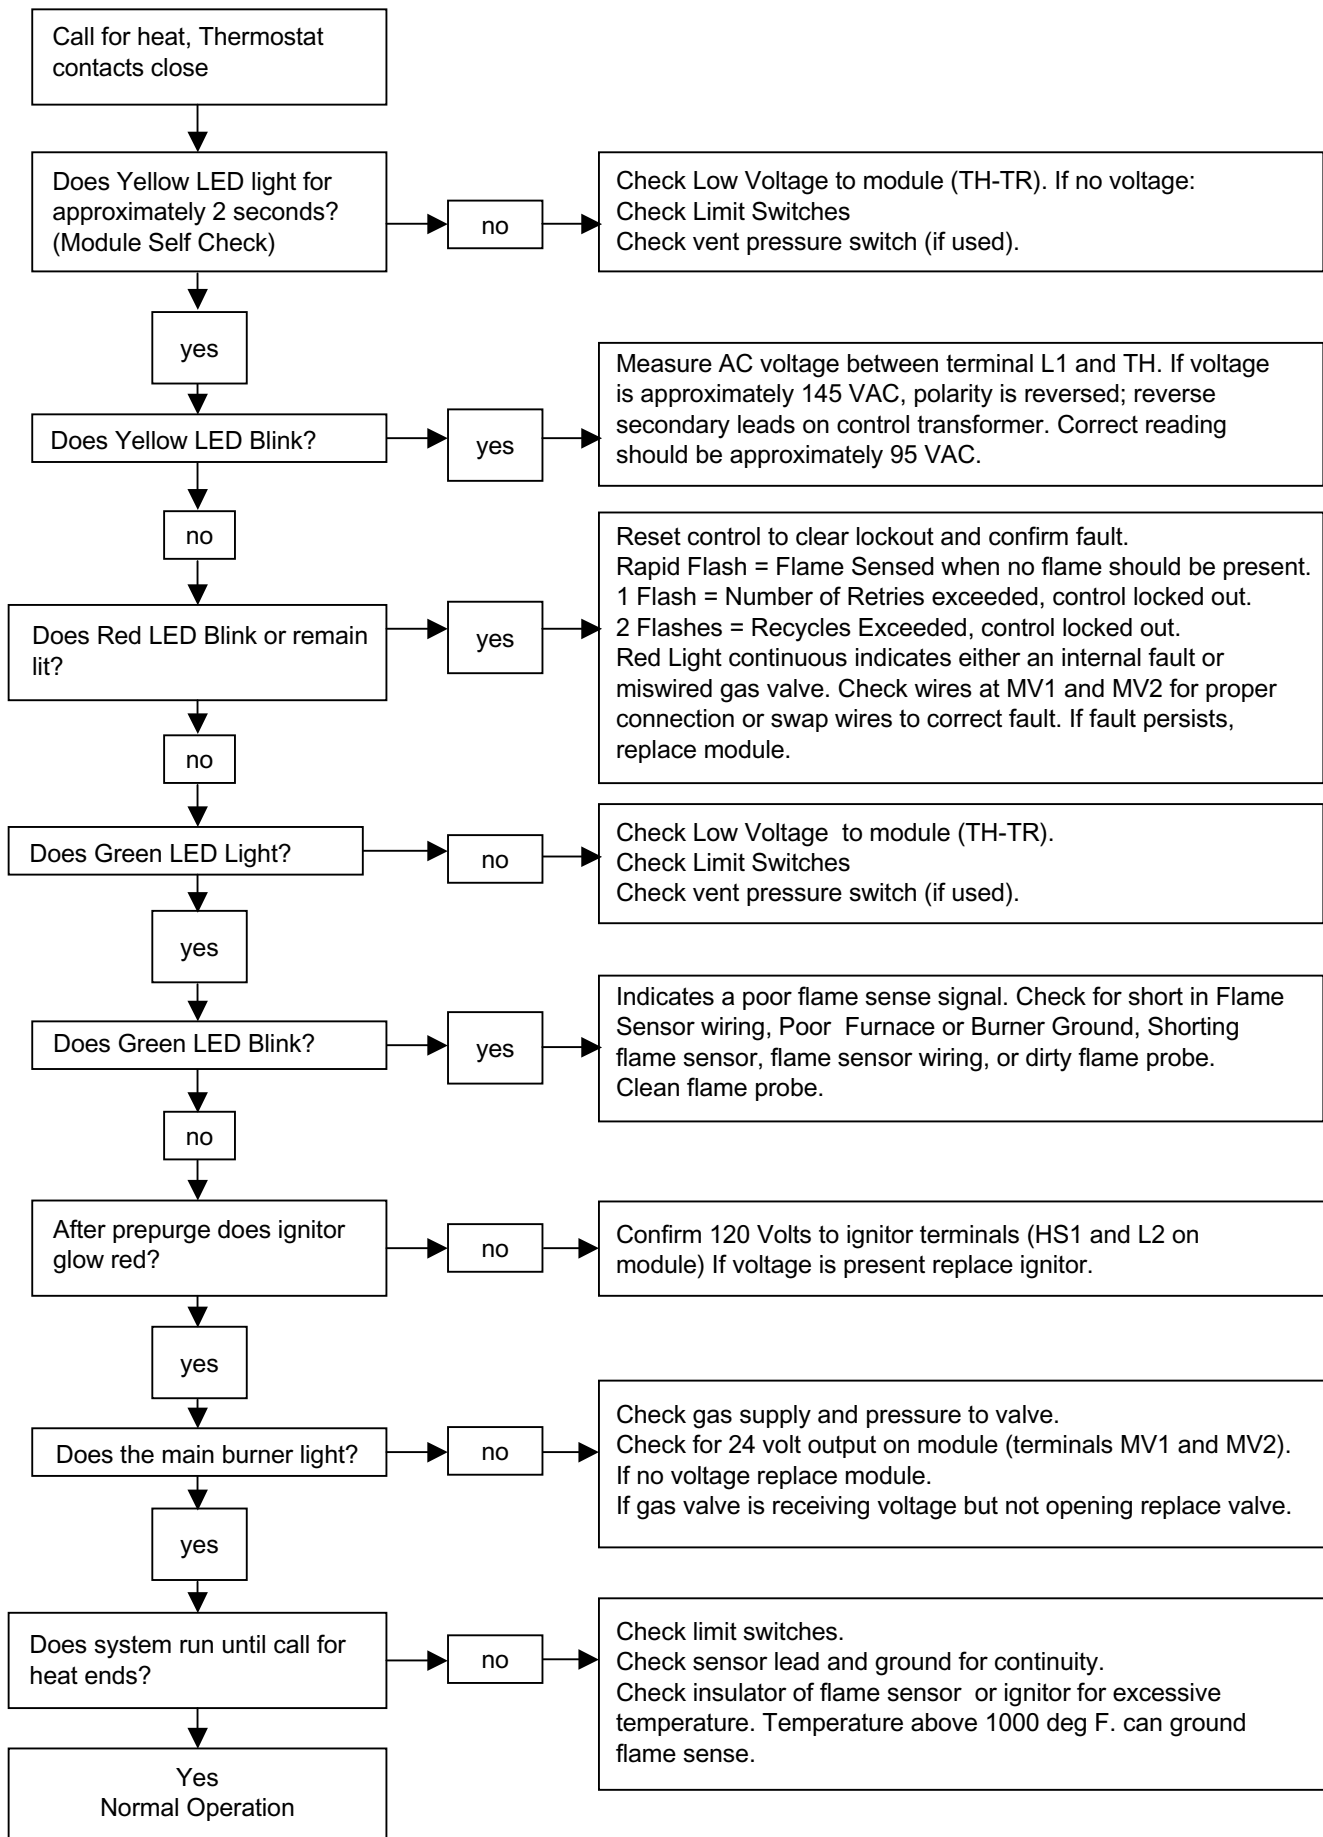 Call for heat, Thermostat
contacts close
Does Yellow LED light for
approximately 2 seconds?
(Module Self Check)
no
Check Low Voltage to module (TH-TR). If no voltage:
Check Limit Switches
Check vent pressure switch (if used).
yes
Does Yellow LED Blink?
yes
Measure AC voltage between terminal L1 and TH. If voltage
is approximately 145 VAC, polarity is reversed; reverse
secondary leads on control transformer. Correct reading
should be approximately 95 VAC.
no
Does Red LED Blink or remain
lit?
yes
Reset control to clear lockout and confirm fault.
Rapid Flash = Flame Sensed when no flame should be present.
1 Flash = Number of Retries exceeded, control locked out.
2 Flashes = Recycles Exceeded, control locked out.
Red Light continuous indicates either an internal fault or
miswired gas valve. Check wires at MV1 and MV2 for proper
connection or swap wires to correct fault. If fault persists,
replace module.
no
Does Green LED Light?
no
Check Low Voltage to module (TH-TR).
Check Limit Switches
Check vent pressure switch (if used).
yes
Does Green LED Blink?
yes
Indicates a poor flame sense signal. Check for short in Flame
Sensor wiring, Poor Furnace or Burner Ground, Shorting
flame sensor, flame sensor wiring, or dirty flame probe.
Clean flame probe.
no
After prepurge does ignitor
glow red?
no
Confirm 120 Volts to ignitor terminals (HS1 and L2 on
module) If voltage is present replace ignitor.
yes
Does the main burner light?
no
Check gas supply and pressure to valve.
Check for 24 volt output on module (terminals MV1 and MV2).
If no voltage replace module.
If gas valve is receiving voltage but not opening replace valve.
yes
Does system run until call for
heat ends?
no
Check limit switches.
Check sensor lead and ground for continuity.
Check insulator of flame sensor or ignitor for excessive
temperature. Temperature above 1000 deg F. can ground
flame sense.
Yes
Normal Operation